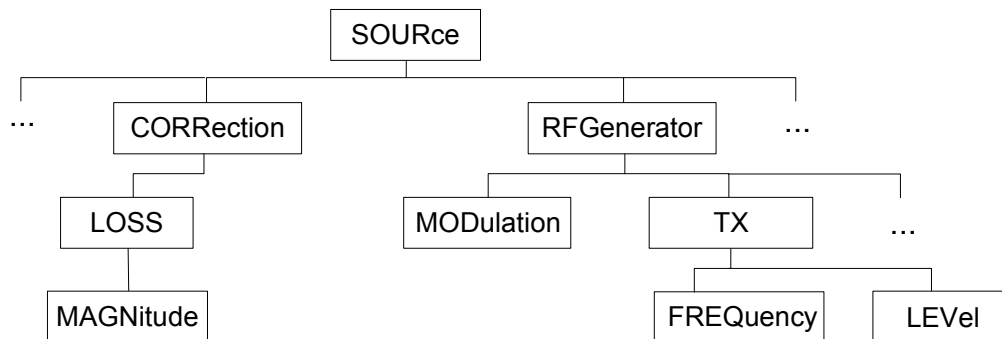 SOURce
... CORRection RFGenerator ...
LOSS MODulation TX ...
MAGNitude FREQuency LEVel